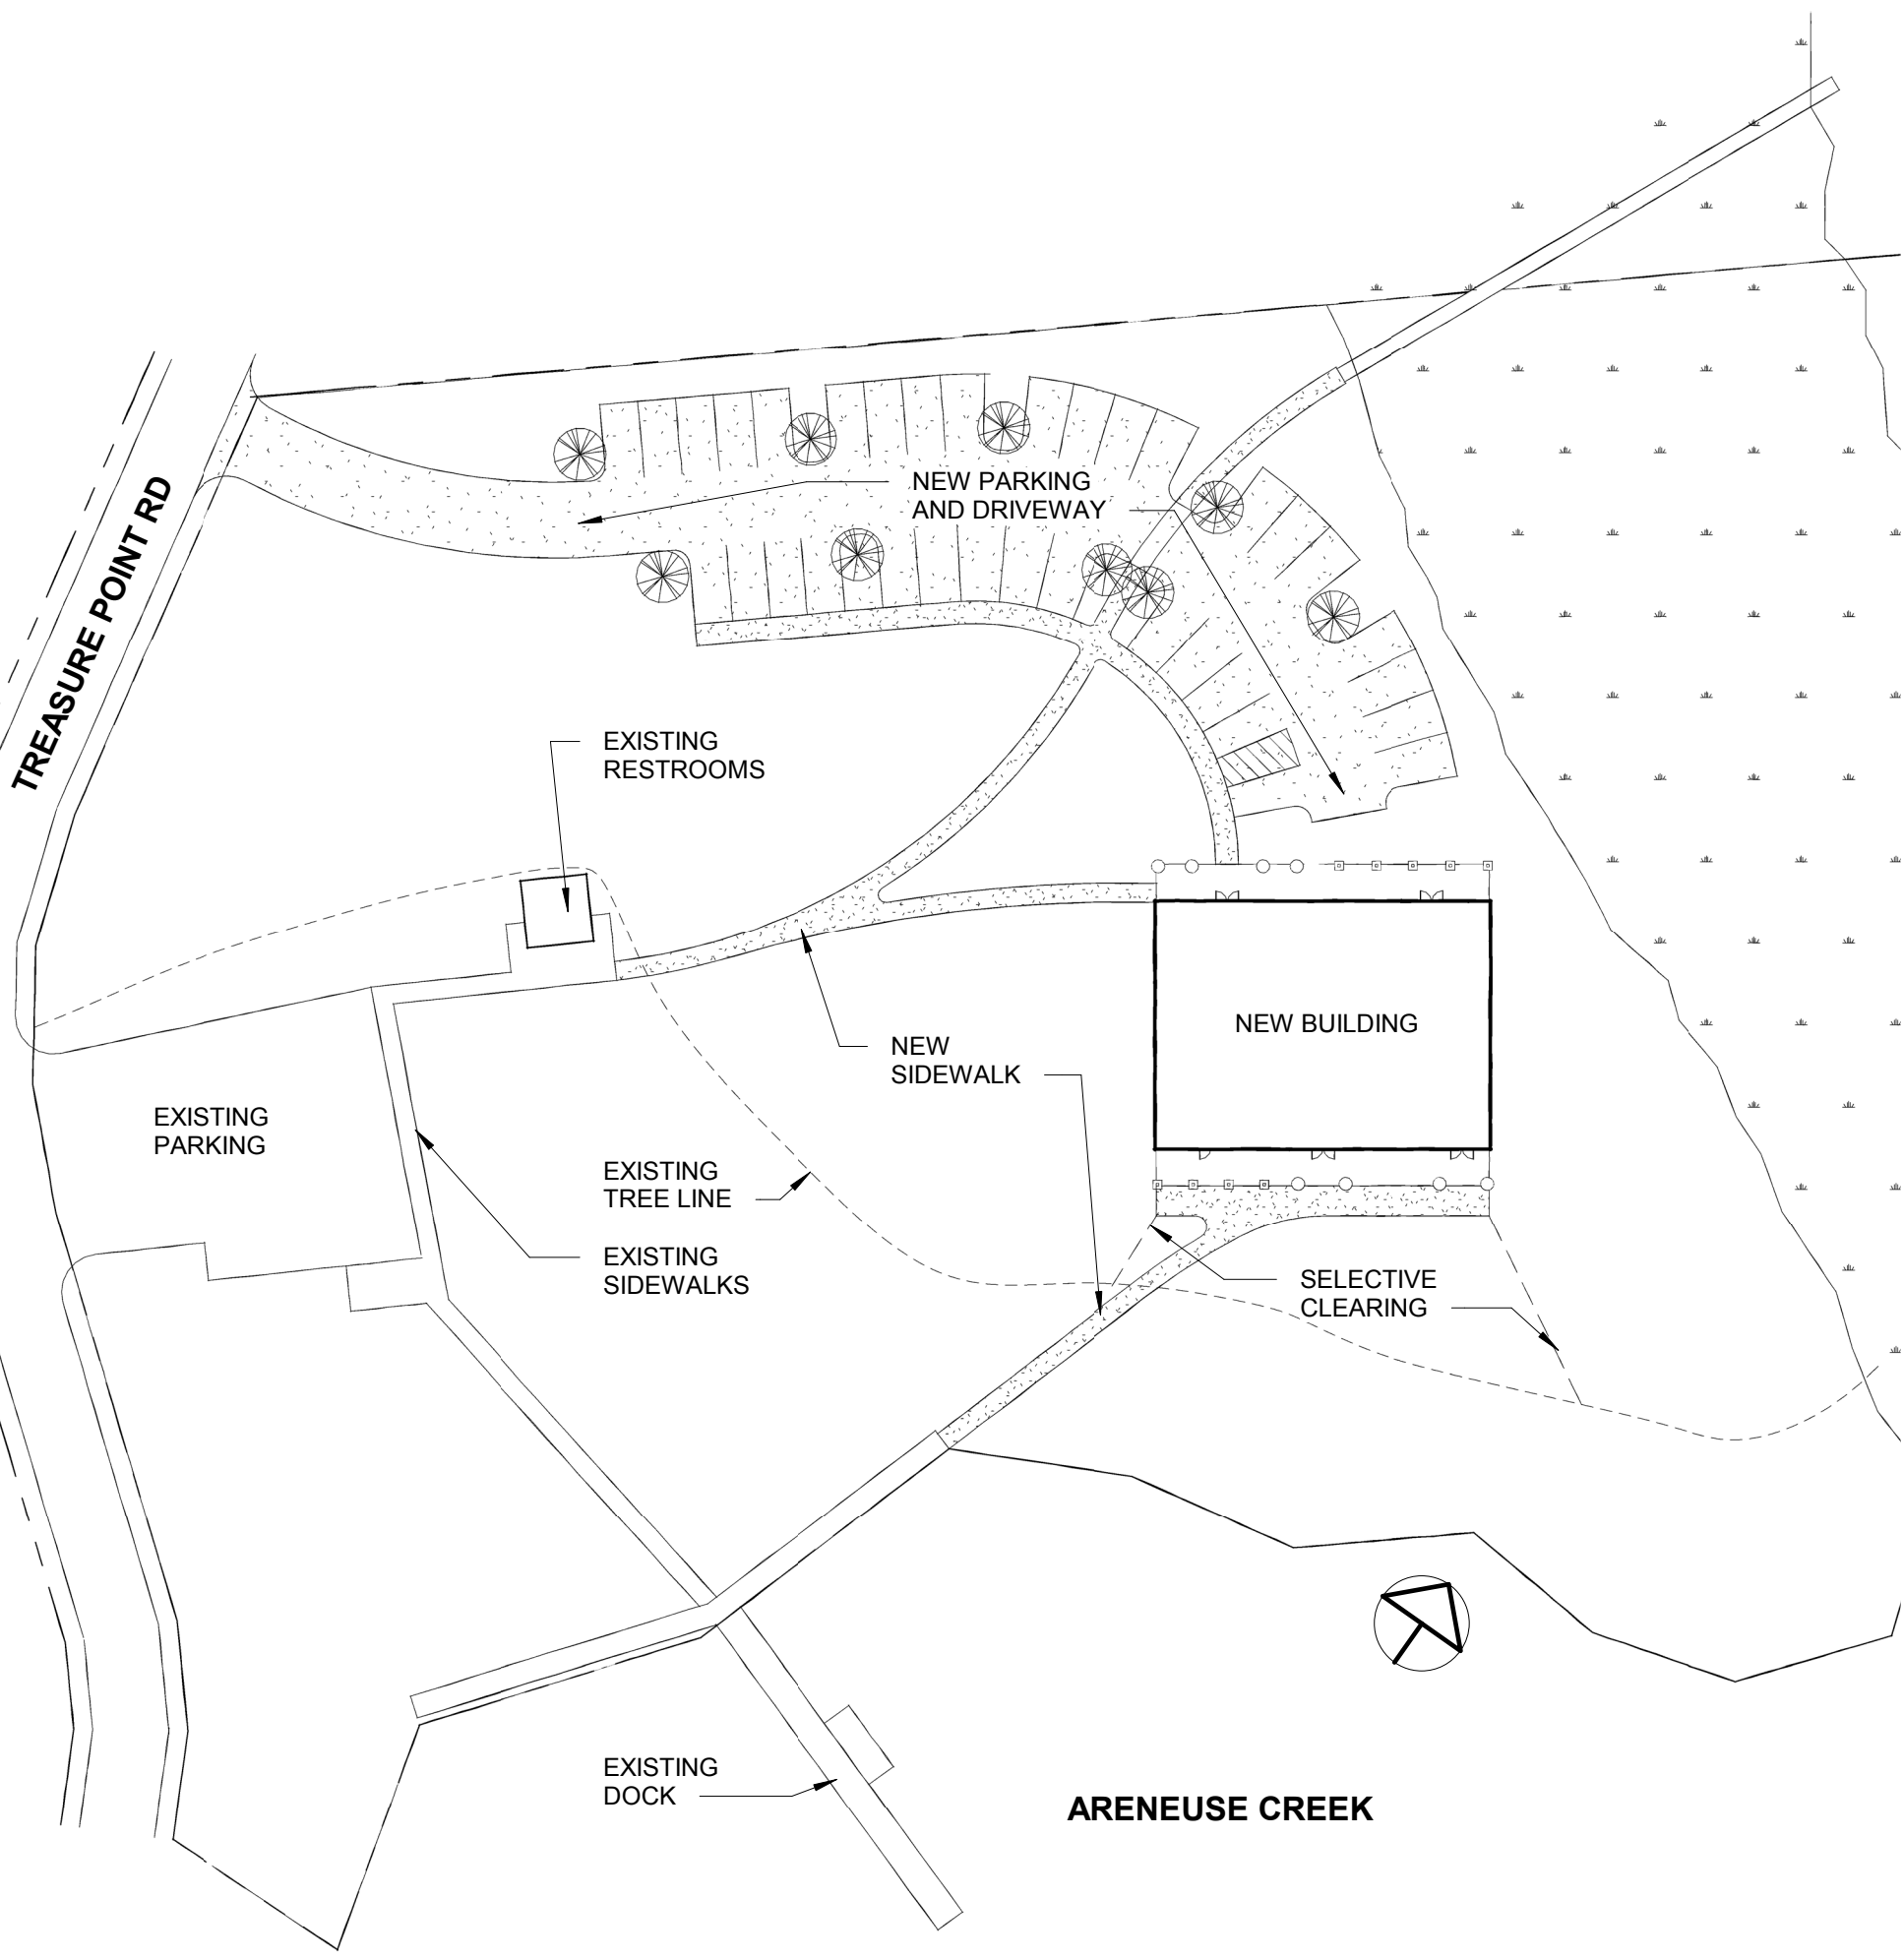 NEW PARKING
AND DRIVEWAY
TREASURE POINT RD
EXISTING
RESTROOMS
NEW BUILDING
NEW
SIDEWALK
EXISTING
PARKING
EXISTING
TREE LINE
EXISTING
SIDEWALKS
SELECTIVE
CLEARING
EXISTING
DOCK
ARENEUSE CREEK